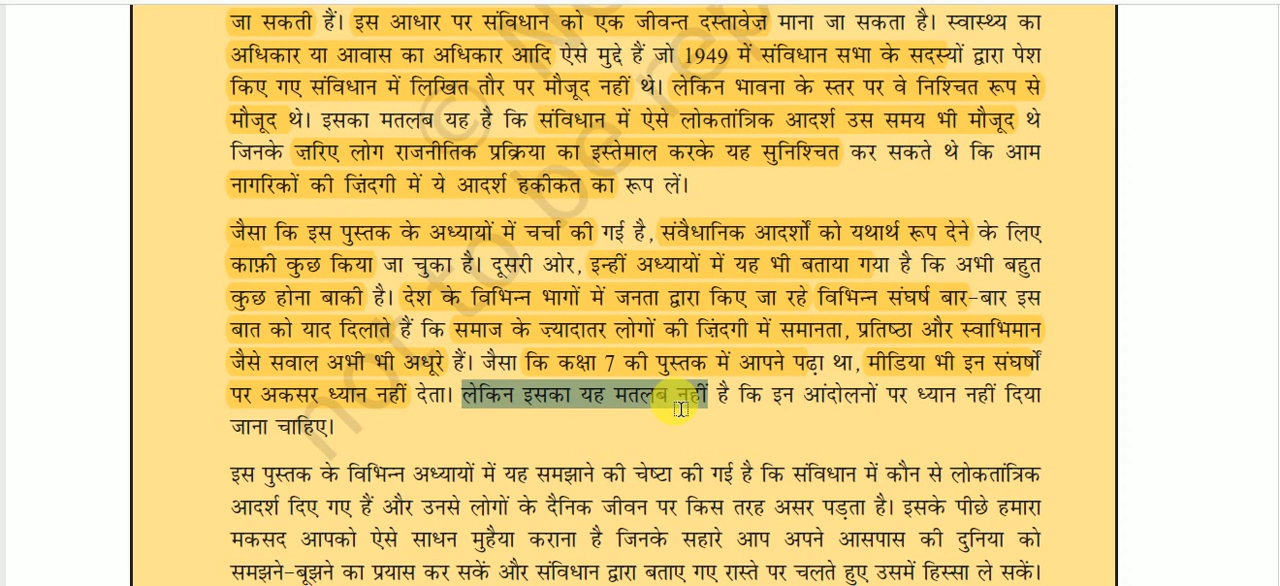 जा सकती हैं। इस आधार पर संविधान को एक जीवन्त दस्तावेज़ माना जा सकता है। स्वास्थ्य का
अधिकार या आवास का अधिकार आदि ऐसे मुद्दे हैं जो 1949 में संविधान सभा के सदस्यों द्वारा पेश
किए गए संविधान में लिखित तौर पर मौजूद नहीं थे। लेकिन भावना के स्तर पर वे निश्चित रूप से
मौजूद थे। इसका मतलब यह है कि संविधान में ऐसे लोकतांत्रिक आदर्श उस समय भी मौजूद थे
जिनके ज़रिए लोग राजनीतिक प्रक्रिया का इस्तेमाल करके यह सुनिश्चित कर सकते थे कि आम
नागरिकों की ज़िंदगी में ये आदर्श हकीकत का रूप लें।
जैसा कि इस पुस्तक के अध्यायों में चर्चा की गई है, संवैधानिक आदर्शों को यथार्थ रूप देने के लिए
काफ़ी कुछ किया जा चुका है। दूसरी ओर, इन्हीं अध्यायों में यह भी बताया गया है कि अभी बहुत
कुछ होना बाकी है। देश के विभिन्न भागों में जनता द्वारा किए जा रहे विभिन्न संघर्ष बार-बार इस
बात को याद दिलाते हैं कि समाज के ज़्यादातर लोगों की ज़िंदगी में समानता, प्रतिष्ठा और स्वाभिमान
जैसे सवाल अभी भी अधूरे हैं। जैसा कि कक्षा 7 की पुस्तक में आपने पढ़ा था, मीडिया भी इन संघर्षों
पर अकसर ध्यान नहीं देता। लेकिन इसका यह मतलब नहीं है कि इन आंदोलनों पर ध्यान नहीं दिया
जाना चाहिए।
इस पुस्तक के विभिन्न अध्यायों में यह समझाने की चेष्टा की गई है कि संविधान में कौन से लोकतांत्रिक
आदर्श दिए गए हैं और उनसे लोगों के दैनिक जीवन पर किस तरह असर पड़ता है। इसके पीछे हमारा
मकसद आपको ऐसे साधन मुहैया कराना है जिनके सहारे आप अपने आसपास की दुनिया को
समझने-बूझने का प्रयास कर सकें और संविधान द्वारा बताए गए रास्ते पर चलते हुए उसमें हिस्सा ले सकें।
not to be rep